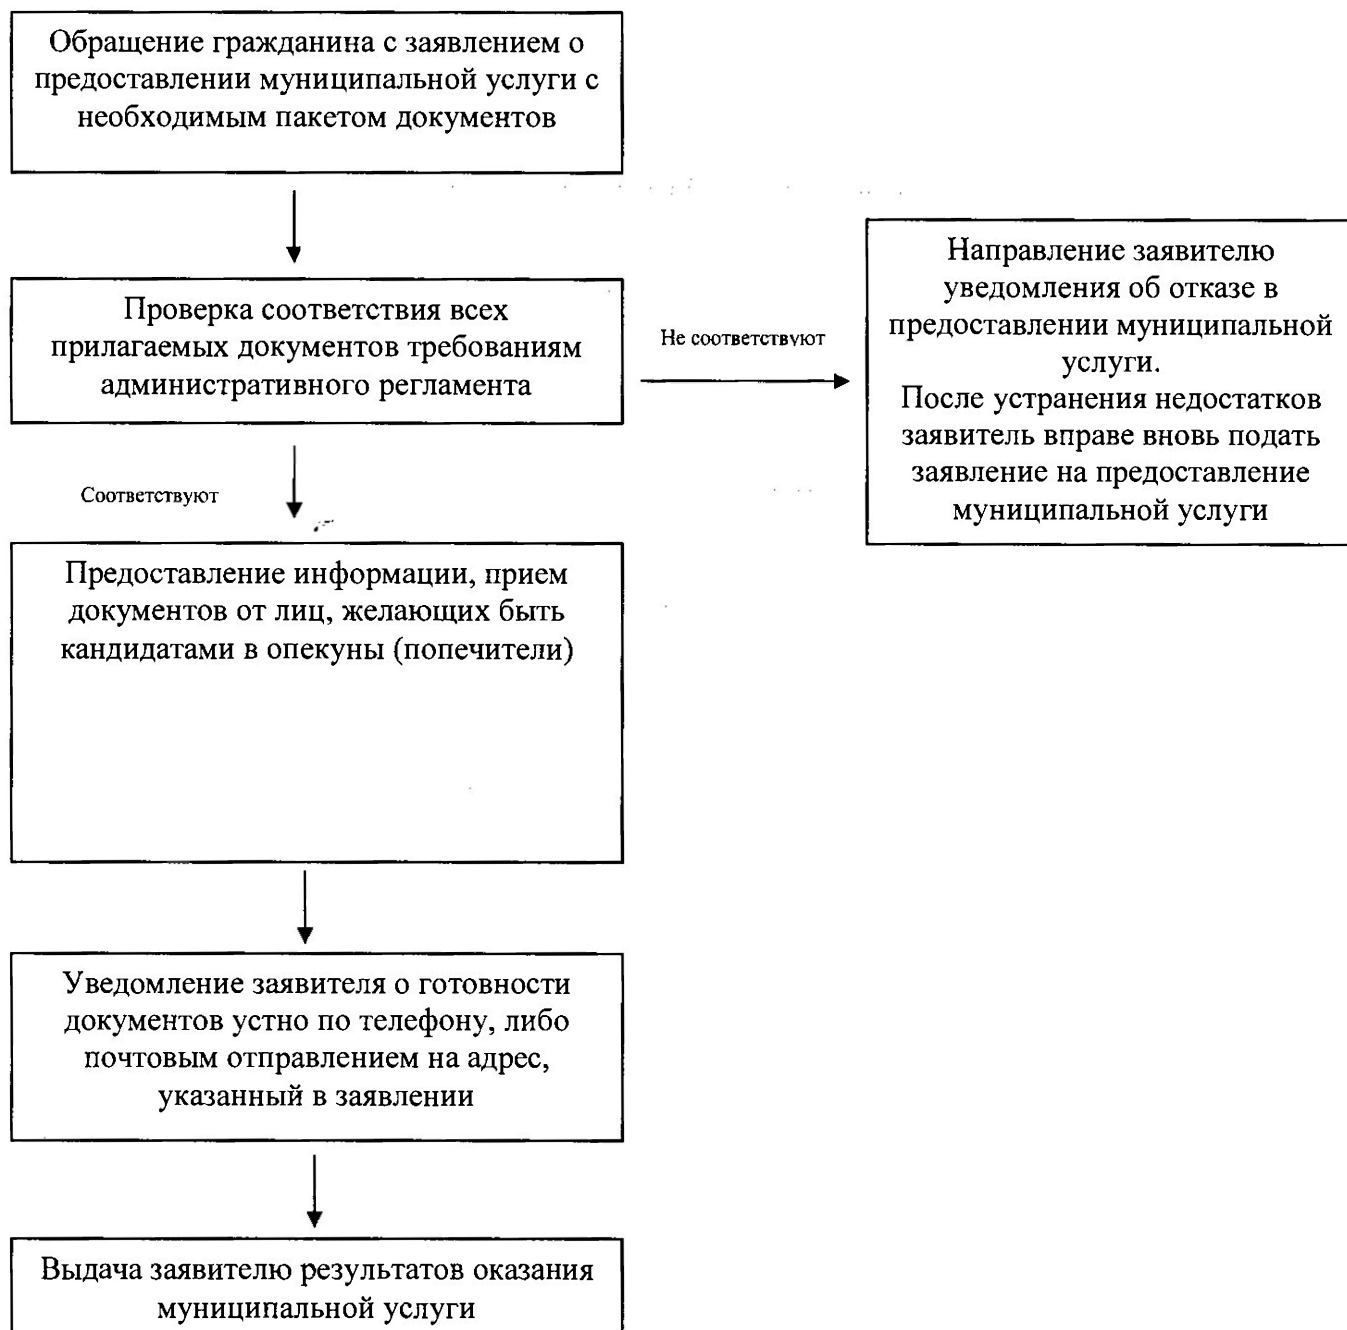 Обращение гражданина с заявлением о
предоставлении муниципальной услуги с
необходимым пакетом документов
Проверка соответствия всех
прилагаемых документов требованиям
административного регламента
Не соответствуют
Направление заявителю
уведомления об отказе в
предоставлении муниципальной
услуги.
После устранения недостатков
заявитель вправе вновь подать
заявление на предоставление
муниципальной услуги
Соответствуют
Предоставление информации, прием
документов от лиц, желающих быть
кандидатами в опекуны (попечители)
Уведомление заявителя о готовности
документов устно по телефону, либо
почтовым отправлением на адрес,
указанный в заявлении
Выдача заявителю результатов оказания
муниципальной услуги